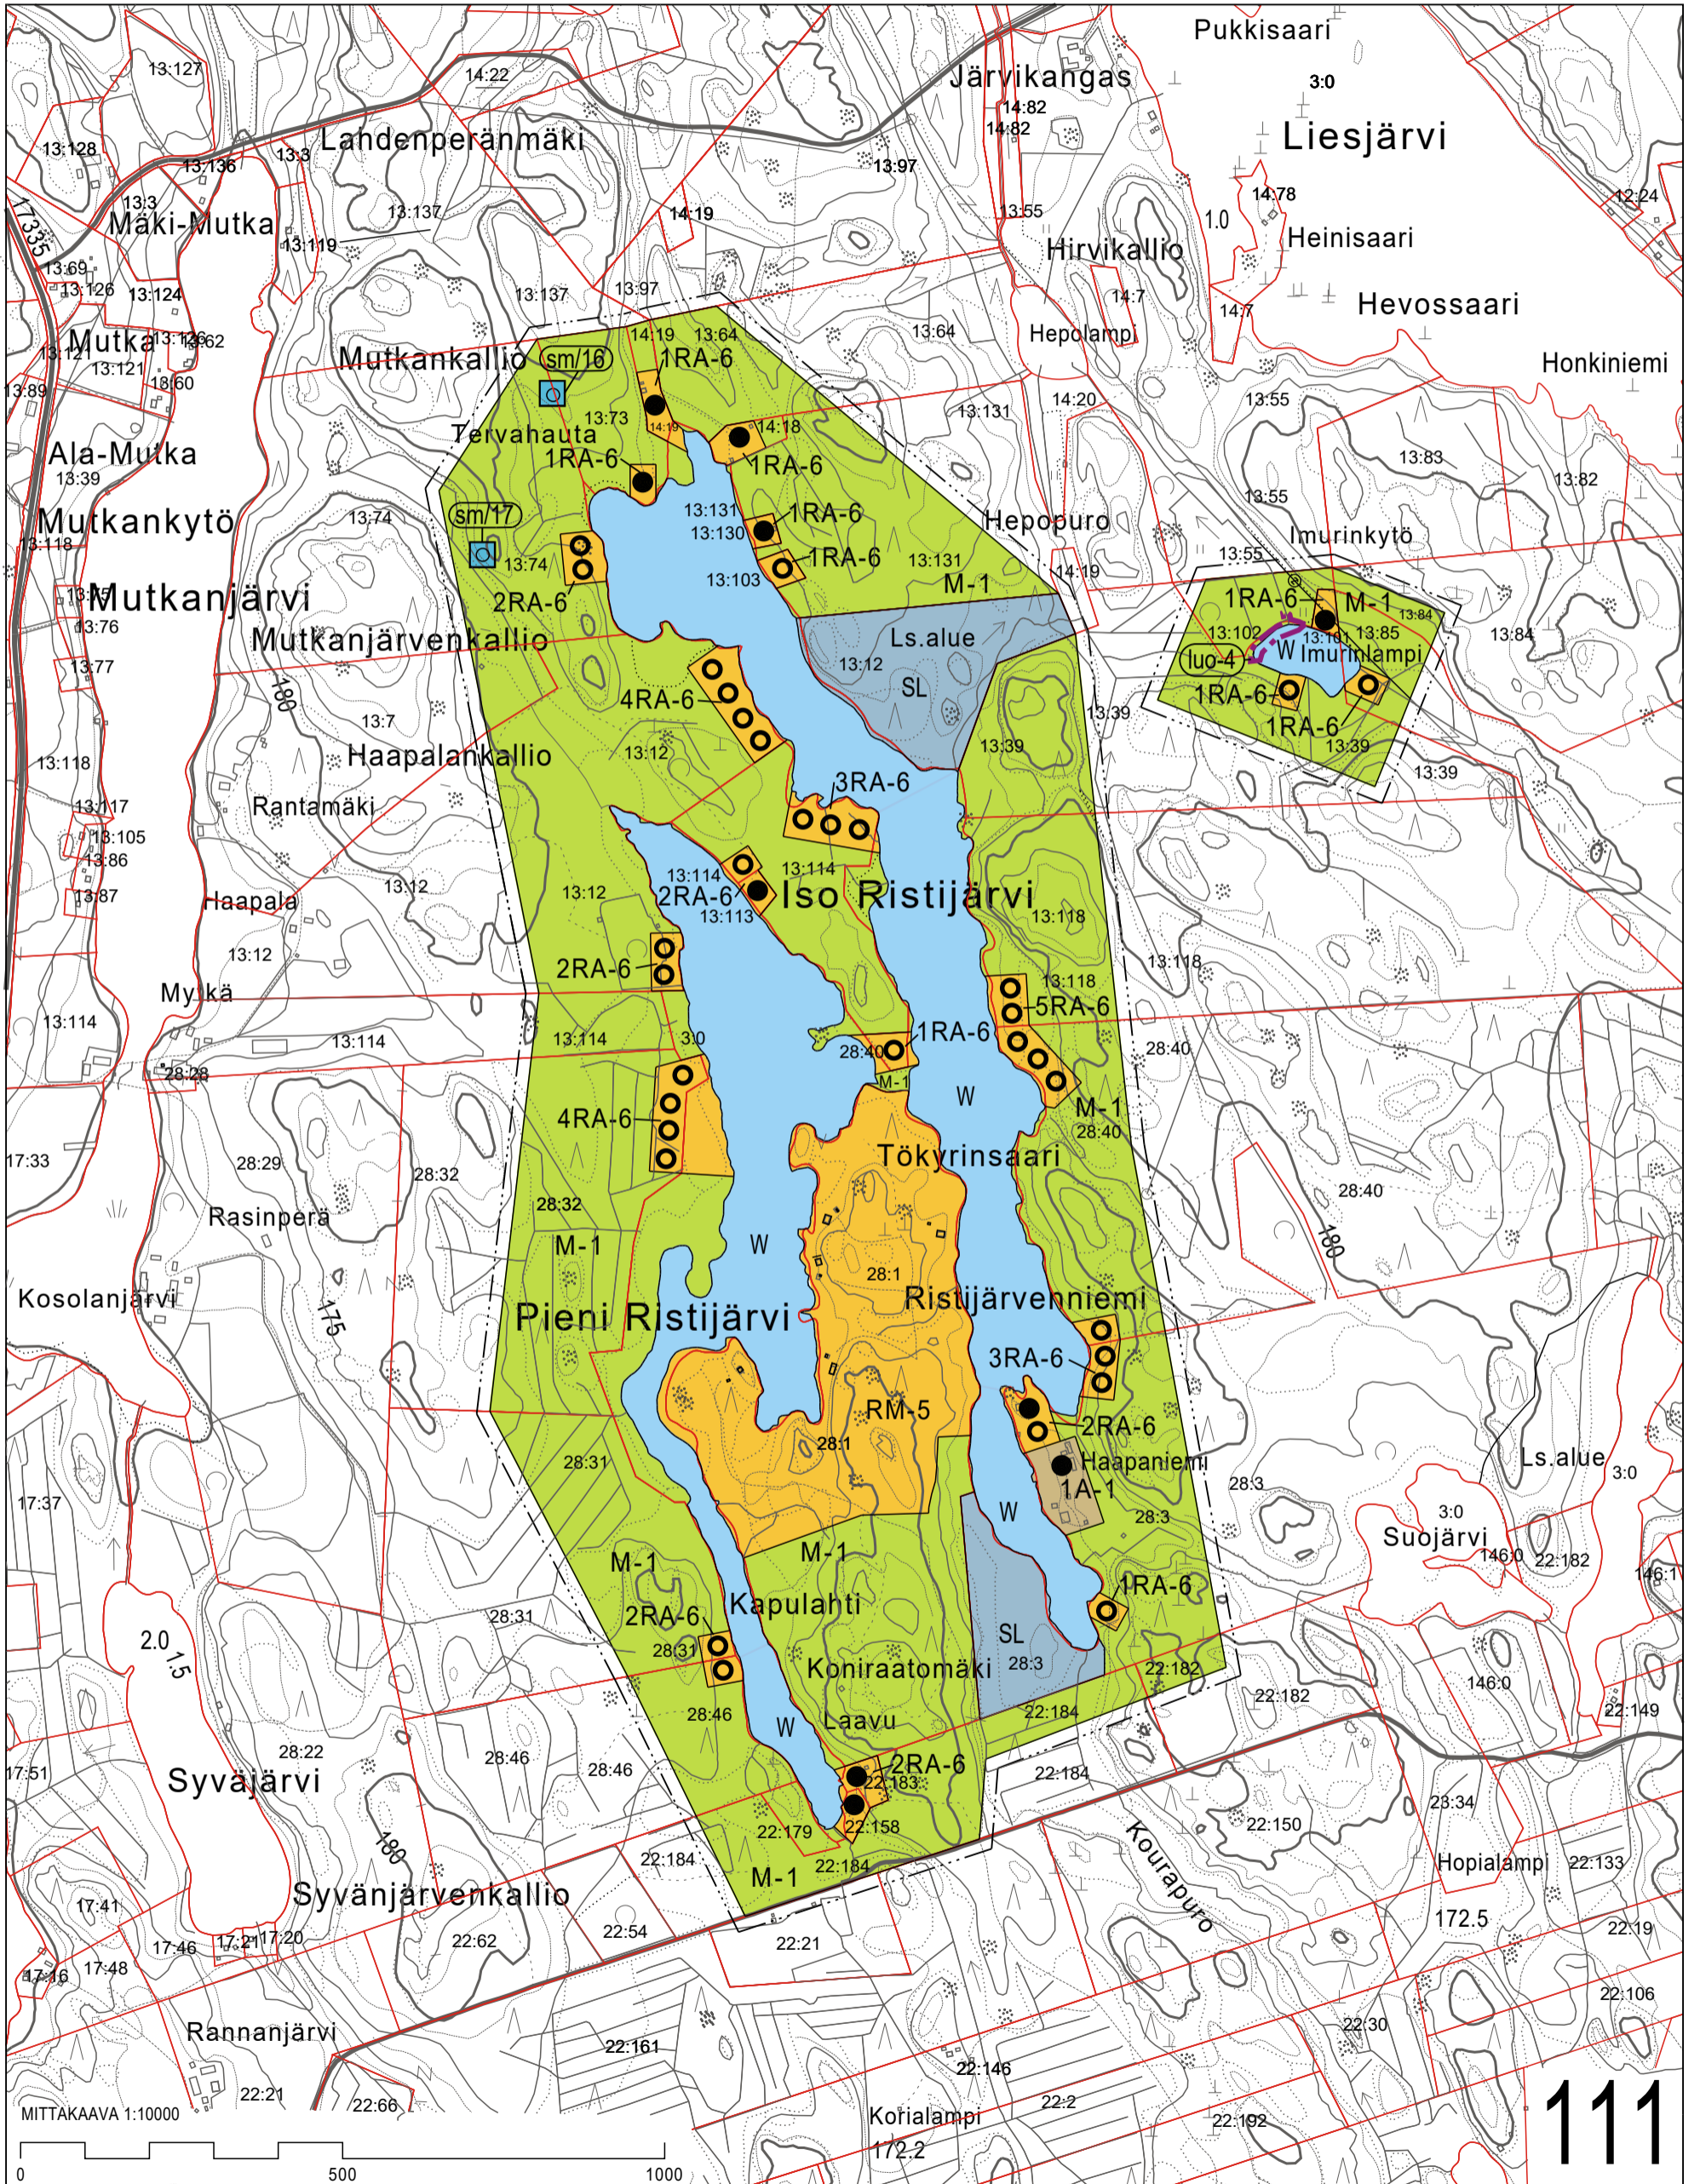 Pukkisaari
Järvikangas
3:0
13:127
14:22
14:82
14:82
Liesjärvi
Lahdenperänmäki
13:128
13:136
13:3
13:97
14:78
12:24
13:3
Mäki-Mutka
13:137
14:19
13:55
1.0
Heinisaari
17335
13:119
Hirvikallio
13:69
13:126
13:124
13:137
13:97
14:7
14:7
Hevossaari
Mutka
13:62
14:19
13:64
13:64
Hepolampi
13:121
13:121
Mutkankallio
sm/16
1RA-6
Honkiniemi
13:89
13:60
13:73
14:19
14:18
13:131
14:20
13:55
Ala-Mutka
Tervahauta
1RA-6
1RA-6
13:83
13:39
13:82
Mutkankytö
13:74
sm/17
13:131
13:130
1RA-6
Hepopuro
13:55
Imurinkytö
13:118
13:74
13:103
1RA-6
13:131
M-1
14:19
13:55
Mutkanjärvi
2RA-6
1RA-6
M-1
13:84
13:76
Mutkanjärvenkallio
Ls.alue
13:12
SL
13:102
13:101
13:85
13:84
luo-4
W
Imurinlampi
13:77
180
4RA-6
1RA-6
1RA-6
13:7
13:39
13:39
13:39
13:118
Haapalankallio
13:12
13:39
13:117
Rantamäki
3RA-6
13:105
13:86
13:114
13:114
13:87
Haapala
13:12
13:12
2RA-6
13:113
Iso Ristijärvi
13:118
13:12
2RA-6
13:118
13:118
Mylkä
5RA-6
13:114
13:114
13:114
3:0
28:40
1RA-6
28:40
28:28
M-1
W
M-1
4RA-6
28:40
17:33
28:29
28:32
Tökyrinsaari
28:40
28:32
Rasinperä
M-1
W
180
28:1
Kosolanjärvi
175
Pieni Ristijärvi
Ristijärvenniemi
3RA-6
RM-5
28:1
2RA-6
28:31
Haapaniemi
1A-1
Ls.alue
3:0
17:37
28:3
28:3
3:0
Suojärvi
W
146:0
22:182
M-1
M-1
146:1
28:31
2RA-6
Kapulahti
1RA-6
2.0
1.5
28:31
SL
28:3
Koniraatomäki
22:182
146:0
28:46
W
Laavu
22:184
22:182
22:149
28:22
28:46
28:46
2RA-6
22:183
22:184
17:51
Syväjärvi
22:158
22:179
23:34
22:150
180
22:184
M-1
22:184
Kourapuro
Hopialampi
22:133
17:41
Syvänjärvenkallio
172.5
22:19
17:46
17:21
17:20
22:62
22:54
22:21
17:16
17:48
22:106
Rannanjärvi
22:161
22:30
22:146
22:21
22:66
22:2
22:192
Korialampi
172.2
MITTAKAAVA 1:10000
0
500
1000
111